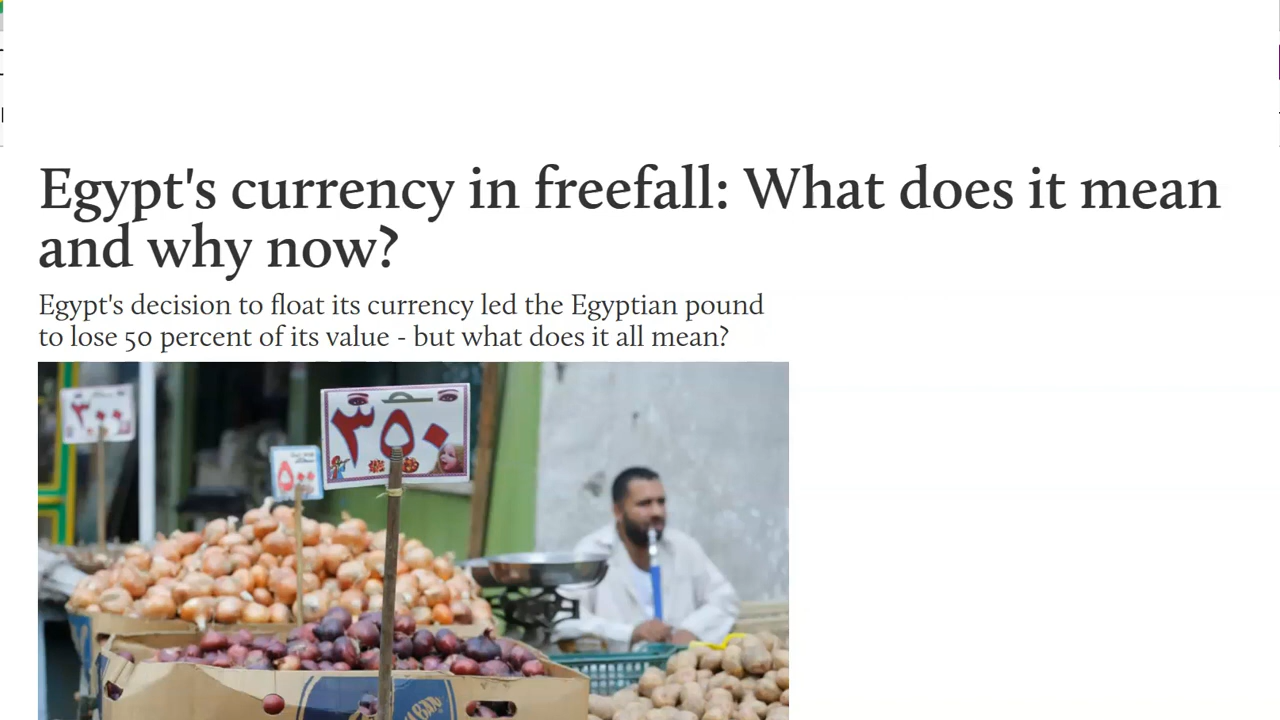 Egypt's currency in freefall: What does it mean
and why now?
Egypt's decision to float its currency led the Egyptian pound
to lose 50 percent of its value - but what does it all mean?
٣٠٠
٣٥٠
٥٠٠